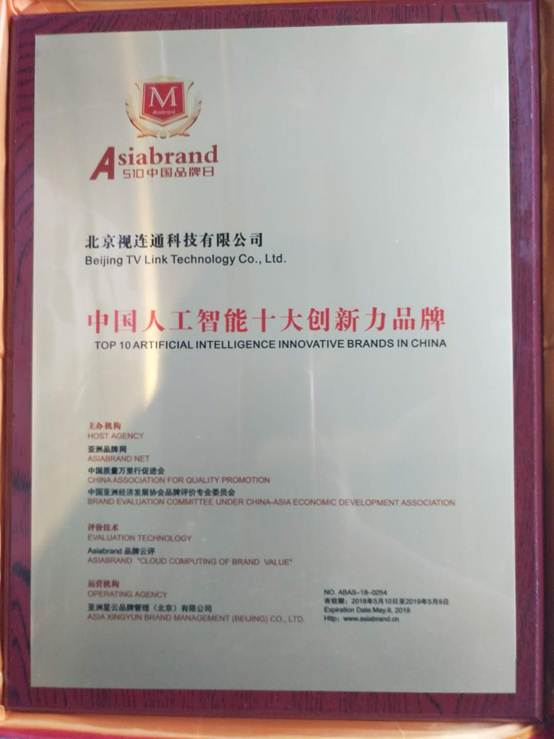 M
Asiabrand
510中国品牌日
北京视连通科技有限公司
Beijing TV Link Technology Co., Ltd.
中国人工智能十大创新力品牌
TOP 10 ARTIFICIAL INTELLIGENCE INNOVATIVE BRANDS IN CHINA
主办机构
HOST AGENCY
亚洲品牌网
ASIABRAND NET
中国质量万里行促进会
CHINA ASSOCIATION FOR QUALITY PROMOTION
中国亚洲经济发展协会品牌评价专业委员会
BRAND EVALUATION COMMITTEE UNDER CHINA-ASIA ECONOMIC DEVELOPMENT ASSOCIATION
评价技术
EVALUATION TECHNOLOGY
Asiabrand 品牌云评
ASIABRAND "CLOUD COMPUTING OF BRAND VALUE"
运营机构
OPERATING AGENCY
亚洲星云品牌管理（北京）有限公司
ASIA XINGYUN BRAND MANAGEMENT (BEIJING) CO., LTD.
NO. ABAS-18-0254
有效期：2018年5月10日至2019年5月9日
Expiration Date:May.8, 2019
Http：www.asiabrand.cn